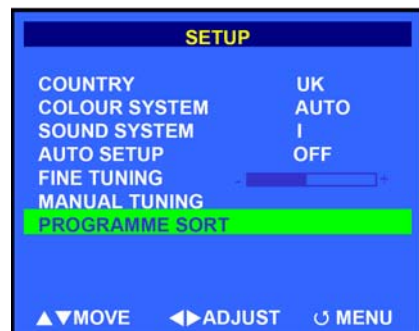 SETUP
COUNTRY UK
COLOUR SYSTEM AUTO
SOUND SYSTEM I
AUTO SETUP OFF
FINE TUNING - +
MANUAL TUNING
PROGRAMME SORT
▲▼MOVE ◀▶ADJUST ↺ MENU